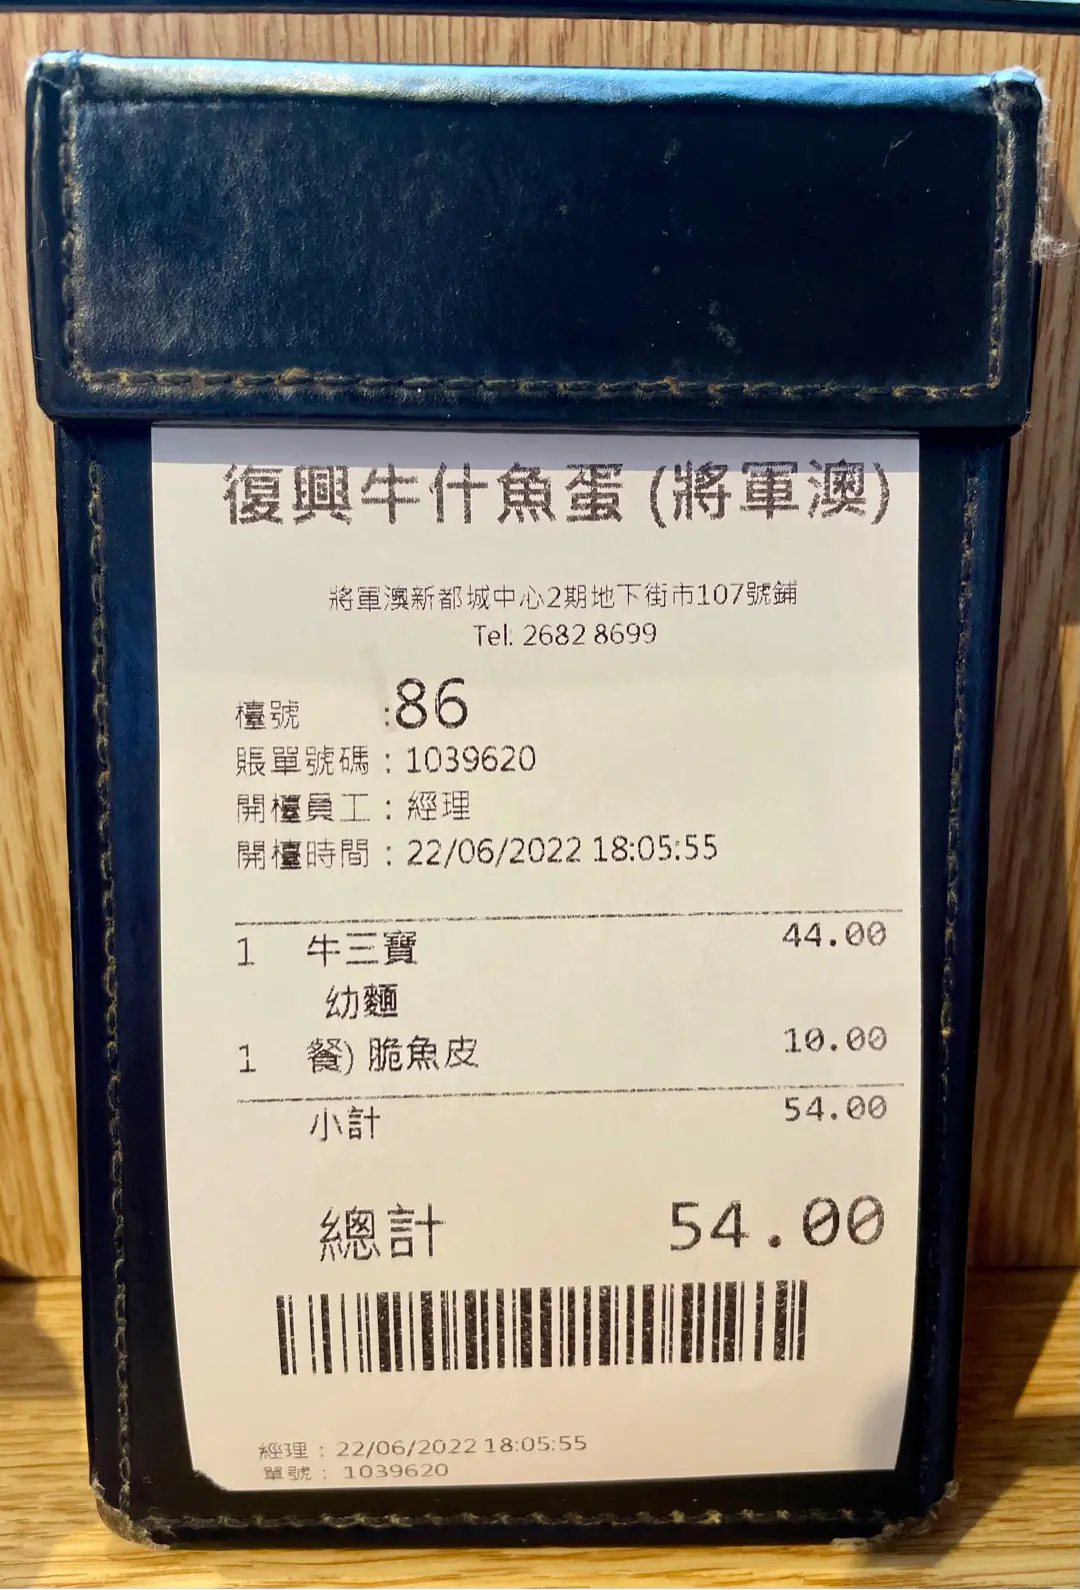 復興牛什魚蛋 (將軍澳)
將軍澳新都城中心2期地下街市107號鋪
Tel: 2682 8699
檯號 :86
賬單號碼 : 1039620
開檯員工 : 經理
開檯時間 : 22/06/2022 18:05:55
1 牛三寶 44.00
幼麵
1 餐) 脆魚皮 10.00
小計 54.00
總計 54.00
經理 : 22/06/2022 18:05:55
單號 : 1039620